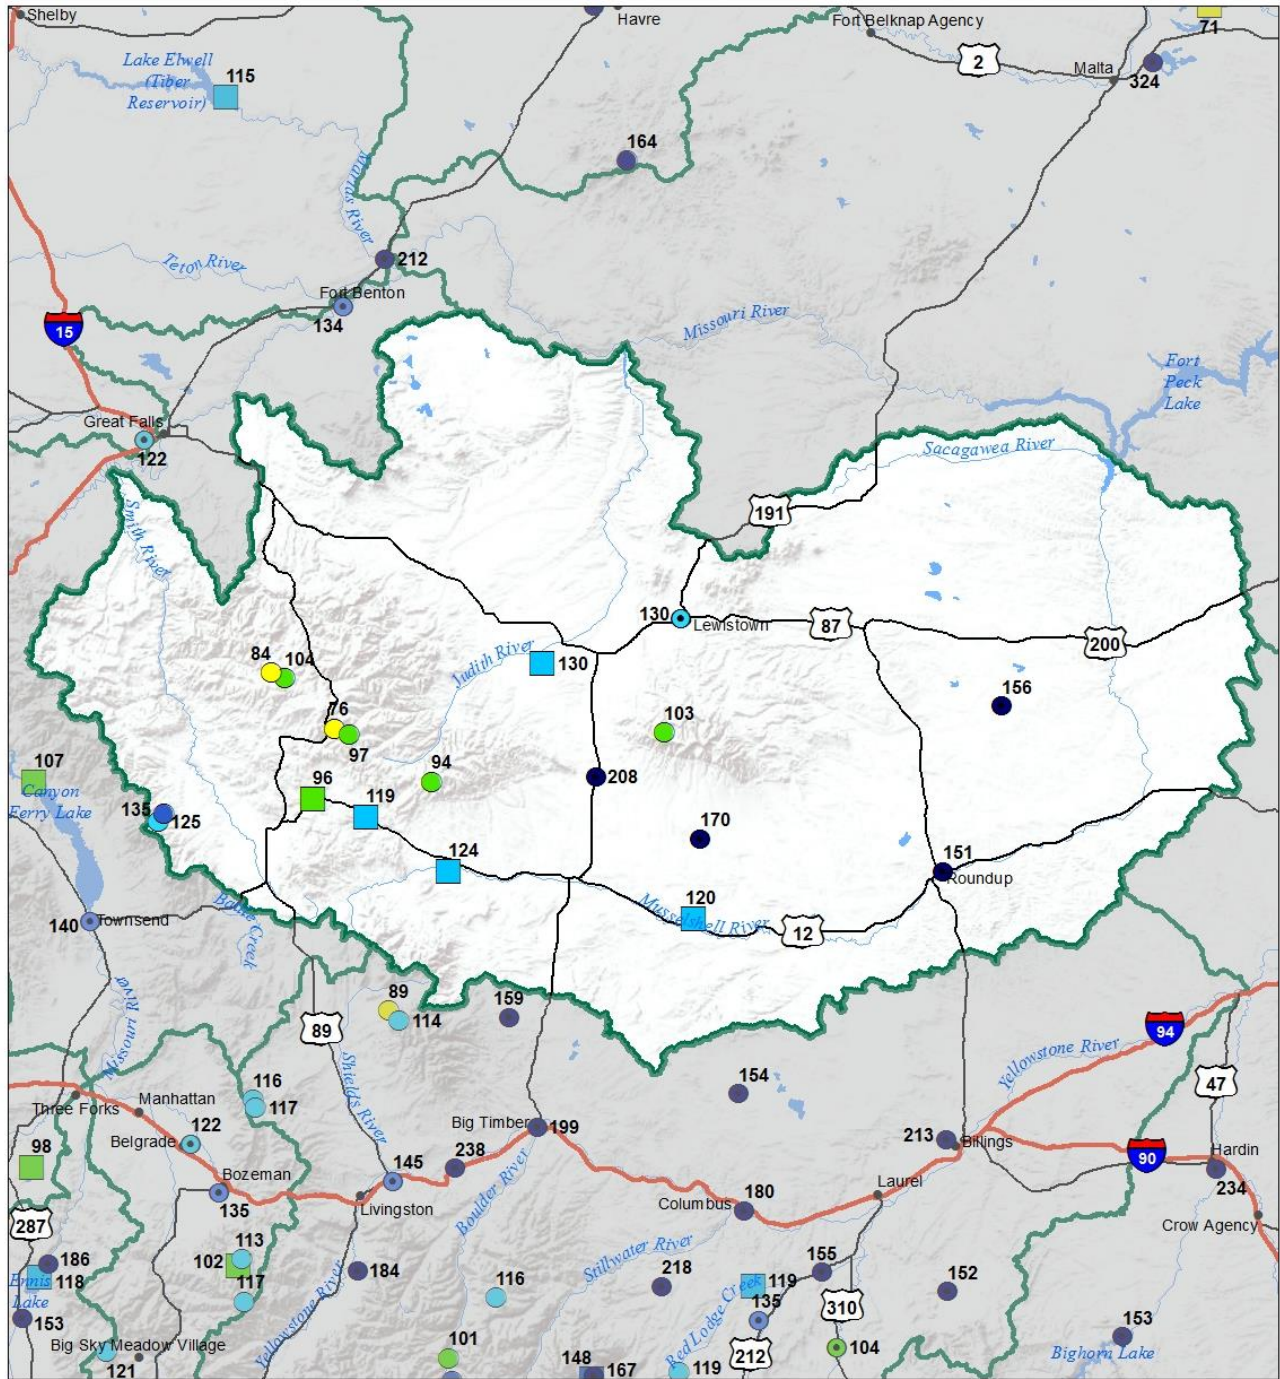 Shelby
Havre
Fort Belknap Agency
71
2
Malta
324
Lake Elwell
(Tiber
Reservoir)
115
164
Marias River
Teton River
212
Fort Benton
134
15
Missouri River
Fort
Peck
Lake
Great Falls
122
Sacagawea River
Smith River
191
130
Lewistown
87
200
84
104
Judith River
130
156
76
97
103
107
Canyon
Ferry Lake
94
96
208
119
135
125
170
124
151
Roundup
120
Musselshell River
12
140
Townsend
Battle Creek
Missouri River
89
114
159
89
94
Yellowstone River
Shields River
154
47
116
117
Three Forks
Manhattan
Belgrade
122
Big Timber
199
213
Billings
90
Hardin
234
98
238
145
Bozeman
135
Livingston
Boulder River
Columbus
180
Laurel
Crow Agency
287
186
118
Ennis
Lake
153
113
102
117
184
Yellowstone River
Stillwater River
116
218
119
155
152
Red Lodge Creek
135
310
153
Bighorn Lake
Big Sky Meadow Village
121
101
148
167
119
212
104